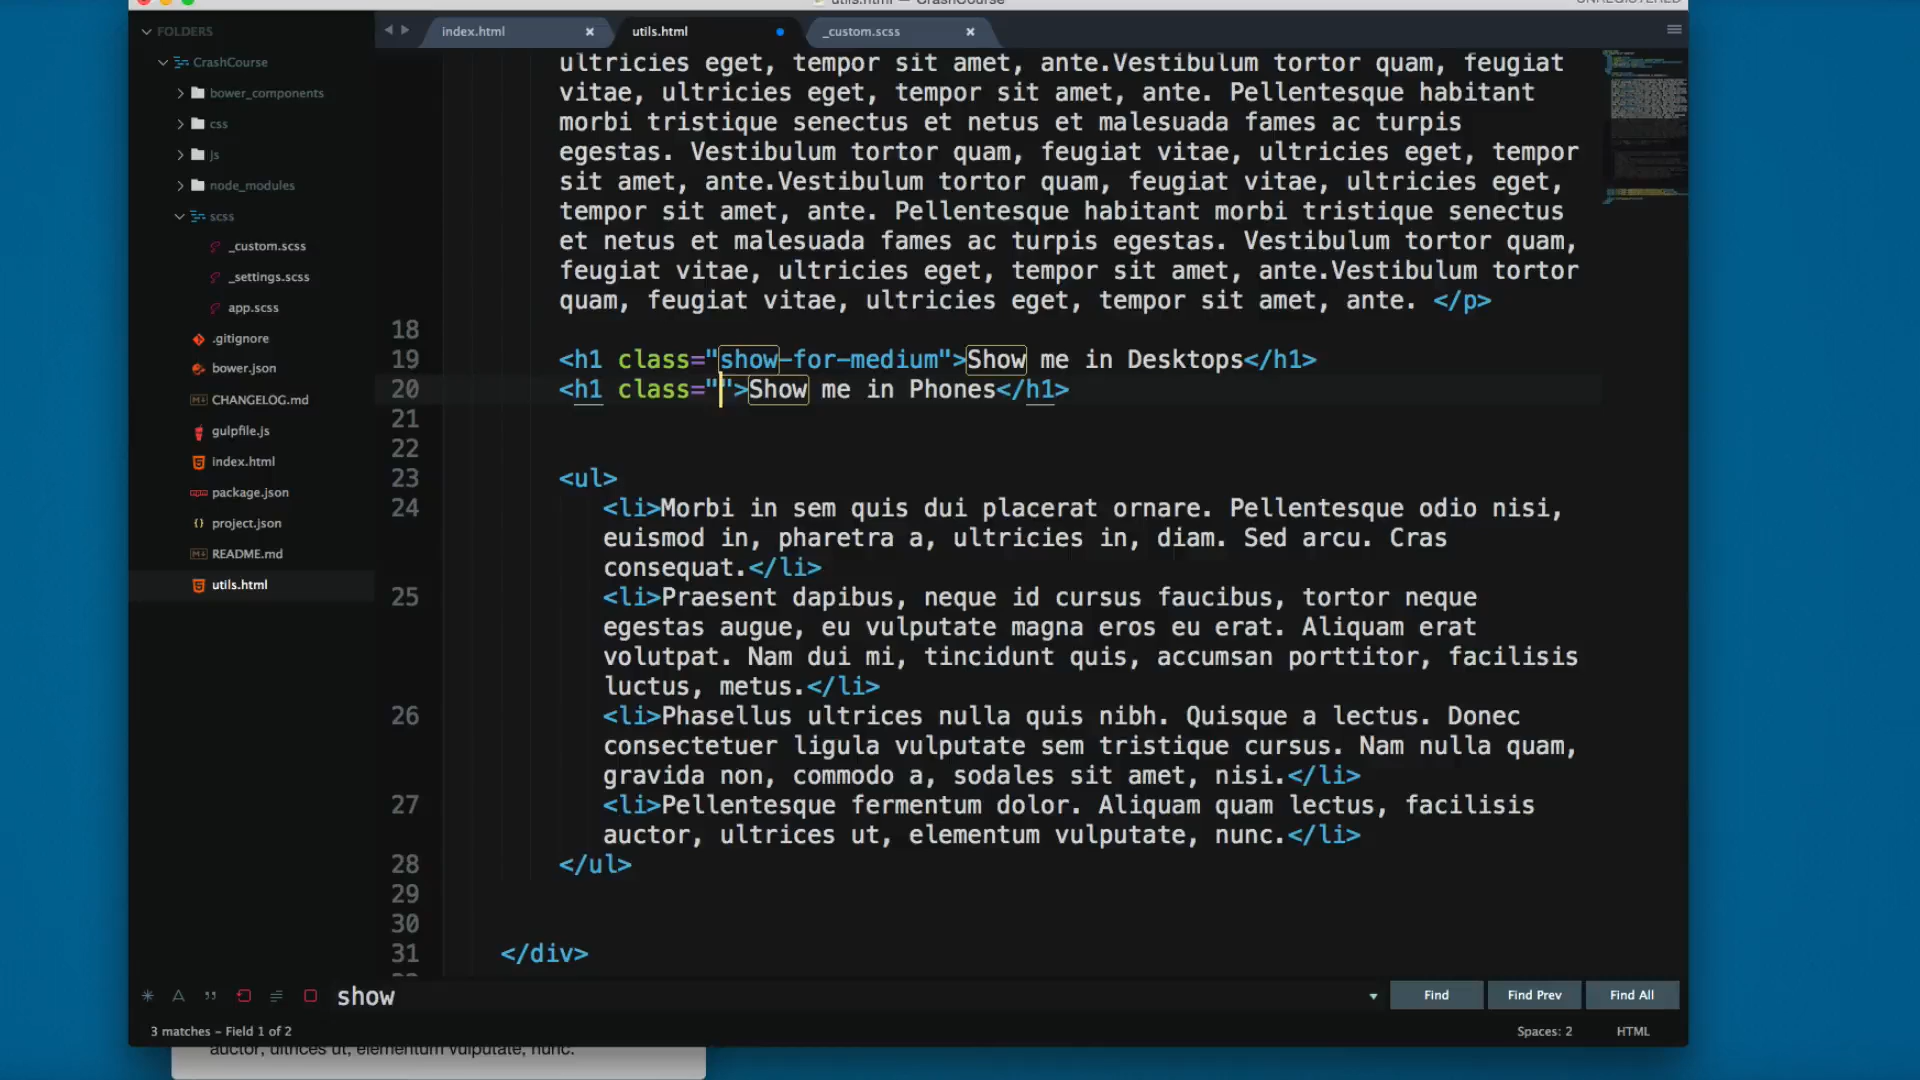 utils.html — CrashCourse
UNREGISTERED
FOLDERS
CrashCourse
bower_components
css
js
node_modules
scss
_custom.scss
_settings.scss
app.scss
.gitignore
bower.json
CHANGELOG.md
gulpfile.js
index.html
package.json
project.json
README.md
utils.html
index.html
utils.html
_custom.scss
ultricies eget, tempor sit amet, ante.Vestibulum tortor quam, feugiat
vitae, ultricies eget, tempor sit amet, ante. Pellentesque habitant
morbi tristique senectus et netus et malesuada fames ac turpis
egestas. Vestibulum tortor quam, feugiat vitae, ultricies eget, tempor
sit amet, ante.Vestibulum tortor quam, feugiat vitae, ultricies eget,
tempor sit amet, ante. Pellentesque habitant morbi tristique senectus
et netus et malesuada fames ac turpis egestas. Vestibulum tortor quam,
feugiat vitae, ultricies eget, tempor sit amet, ante.Vestibulum tortor
quam, feugiat vitae, ultricies eget, tempor sit amet, ante. </p>
18
19 <h1 class="show-for-medium">Show me in Desktops</h1>
20 <h1 class="">Show me in Phones</h1>
21
22
23 <ul>
24 <li>Morbi in sem quis dui placerat ornare. Pellentesque odio nisi,
euismod in, pharetra a, ultricies in, diam. Sed arcu. Cras
consequat.</li>
25 <li>Praesent dapibus, neque id cursus faucibus, tortor neque
egestas augue, eu vulputate magna eros eu erat. Aliquam erat
volutpat. Nam dui mi, tincidunt quis, accumsan porttitor, facilisis
luctus, metus.</li>
26 <li>Phasellus ultrices nulla quis nibh. Quisque a lectus. Donec
consectetuer ligula vulputate sem tristique cursus. Nam nulla quam,
gravida non, commodo a, sodales sit amet, nisi.</li>
27 <li>Pellentesque fermentum dolor. Aliquam quam lectus, facilisis
auctor, ultrices ut, elementum vulputate, nunc.</li>
28 </ul>
29
30
31 </div>
show
Find
Find Prev
Find All
3 matches – Field 1 of 2
Spaces: 2
HTML
auctor, ultrices ut, elementum vulputate, nunc.